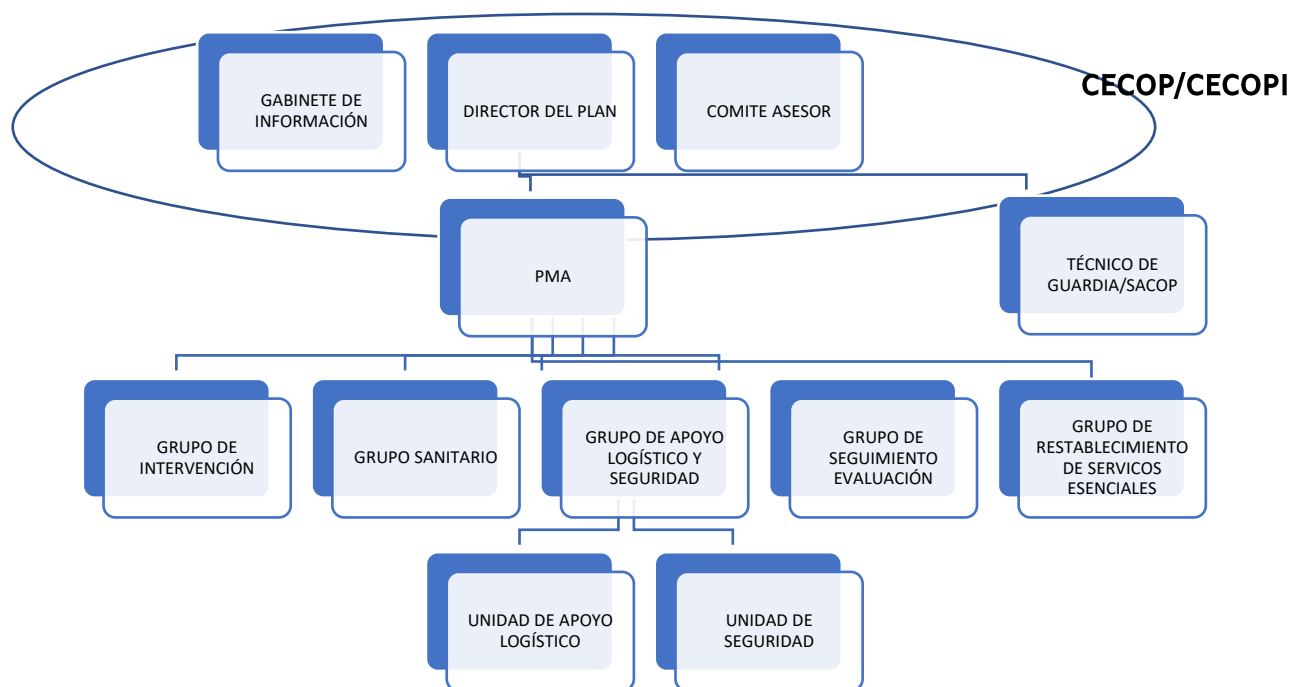 CECOP/CECOPI
GABINETE DE
INFORMACIÓN
DIRECTOR DEL PLAN
COMITE ASESOR
PMA
TÉCNICO DE
GUARDIA/SACOP
GRUPO DE
INTERVENCIÓN
GRUPO SANITARIO
GRUPO DE APOYO
LOGÍSTICO Y
SEGURIDAD
GRUPO DE
SEGUIMIENTO
EVALUACIÓN
GRUPO DE
RESTABLECIMIENTO
DE SERVICOS
ESENCIALES
UNIDAD DE APOYO
LOGÍSTICO
UNIDAD DE
SEGURIDAD